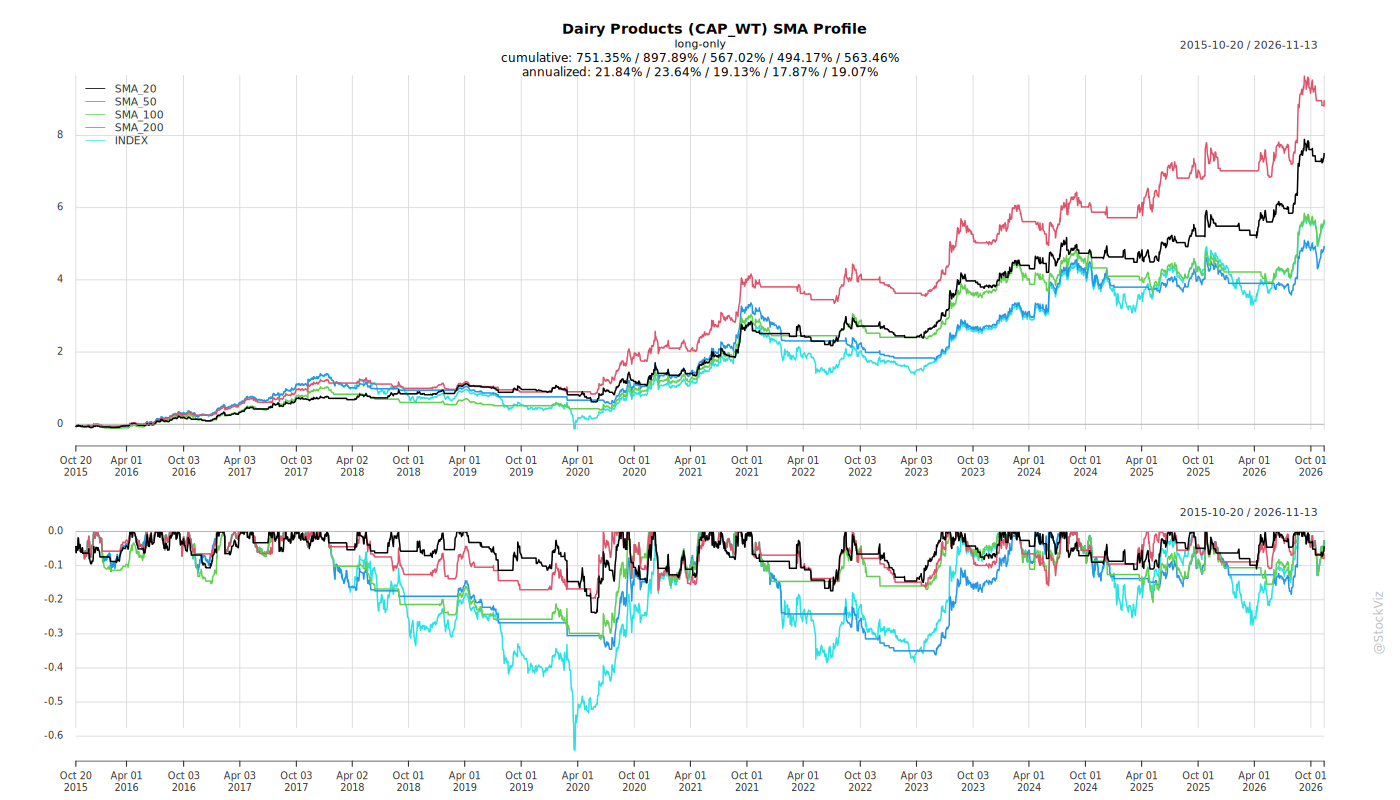 Dairy Products (CAP_WT) SMA Profile
long-only
cumulative: 751.35% / 897.89% / 567.02% / 494.17% / 563.46%
annualized: 21.84% / 23.64% / 19.13% / 17.87% / 19.07%
2015-10-20 / 2026-11-13
SMA_20
SMA_50
SMA_100
SMA_200
INDEX
8
6
4
2
0
Oct 20 Apr 01 Oct 03 Apr 03 Oct 03 Apr 02 Oct 01 Apr 01 Oct 01 Apr 01 Oct 01 Apr 01 Oct 01 Apr 01 Oct 03 Apr 03 Oct 03 Apr 01 Oct 01 Apr 01 Oct 01 Apr 01 Oct 01
2015 2016 2016 2017 2017 2018 2018 2019 2019 2020 2020 2021 2021 2022 2022 2023 2023 2024 2024 2025 2025 2026 2026
2015-10-20 / 2026-11-13
0.0
-0.1
-0.2
-0.3
-0.4
-0.5
-0.6
Oct 20 Apr 01 Oct 03 Apr 03 Oct 03 Apr 02 Oct 01 Apr 01 Oct 01 Apr 01 Oct 01 Apr 01 Oct 01 Apr 01 Oct 03 Apr 03 Oct 03 Apr 01 Oct 01 Apr 01 Oct 01 Apr 01 Oct 01
2015 2016 2016 2017 2017 2018 2018 2019 2019 2020 2020 2021 2021 2022 2022 2023 2023 2024 2024 2025 2025 2026 2026
@StockViz